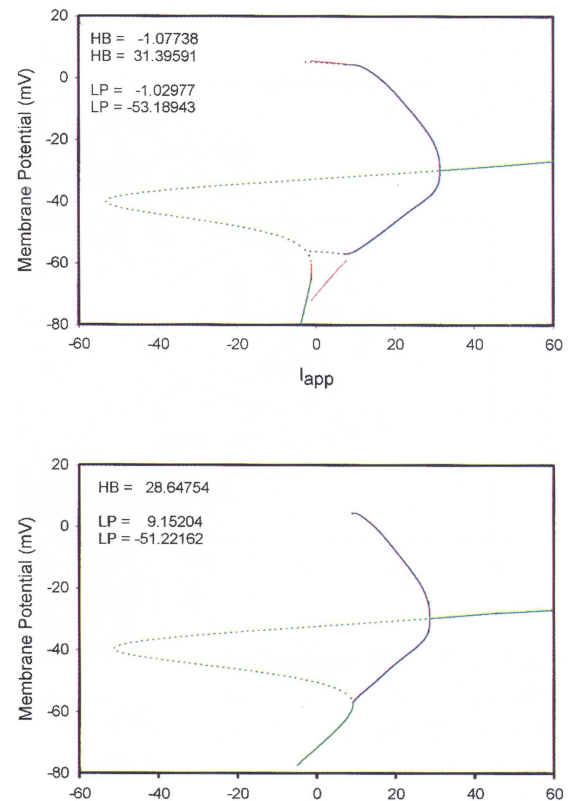 20
HB = -1.07738
HB = 31.39591
0
LP = -1.02977
LP = -53.18943
-20
-40
-60
-80
Membrane Potential (mV)
-60 -40 -20 0 20 40 60
Iapp
20
HB = 28.64754
0
LP = 9.15204
LP = -51.22162
-20
-40
-60
-80
Membrane Potential (mV)
-60 -40 -20 0 20 40 60